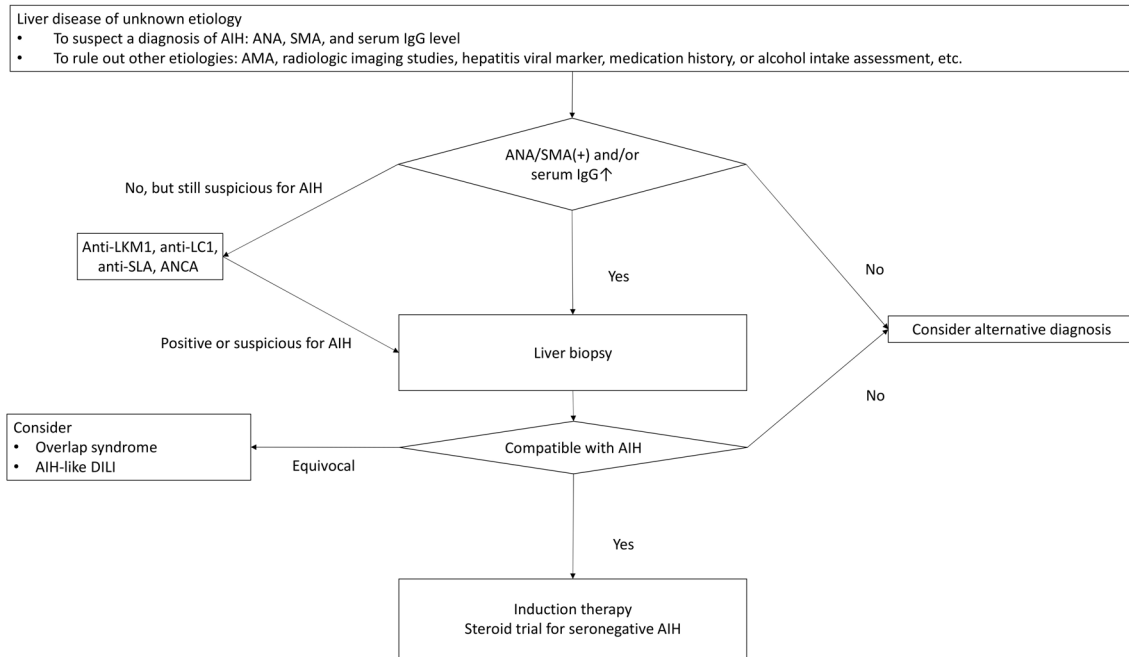 Liver disease of unknown etiology
• To suspect a diagnosis of AIH: ANA, SMA, and serum IgG level
• To rule out other etiologies: AMA, radiologic imaging studies, hepatitis viral marker, medication history, or alcohol intake assessment, etc.
ANA/SMA(+) and/or
serum IgG↑
No, but still suspicious for AIH
Anti-LKM1, anti-LC1,
anti-SLA, ANCA
Yes
No
Positive or suspicious for AIH
Liver biopsy
Consider alternative diagnosis
No
Compatible with AIH
Equivocal
Consider
• Overlap syndrome
• AIH-like DILI
Yes
Induction therapy
Steroid trial for seronegative AIH